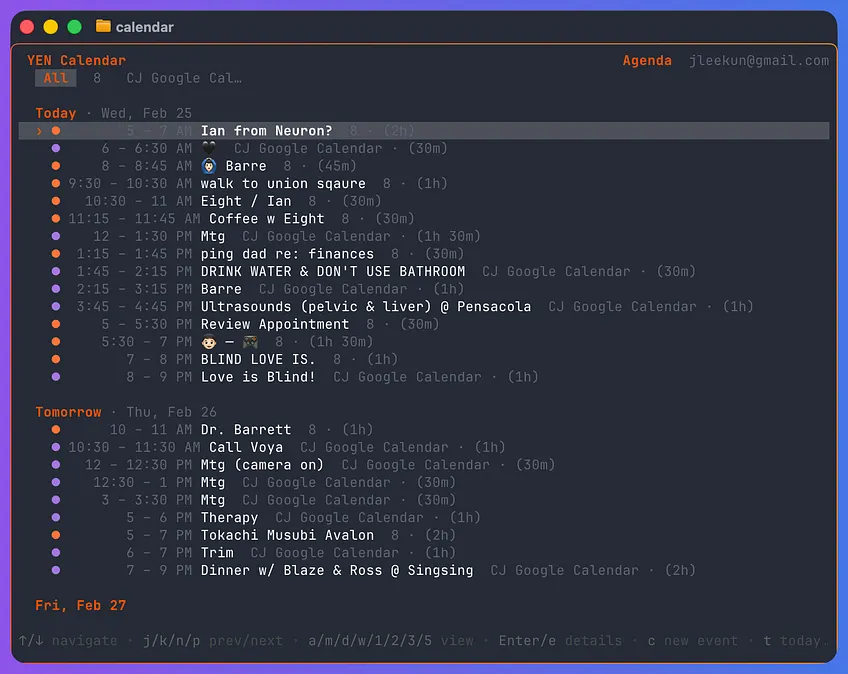 calendar
YEN Calendar Agenda jleekun@gmail.com
All 8 CJ Google Cal…
Today · Wed, Feb 25
› 5 – 7 AM Ian from Neuron? 8 · (2h)
6 – 6:30 AM 🖤 CJ Google Calendar · (30m)
8 – 8:45 AM 🧖🏻‍♀️ Barre 8 · (45m)
9:30 – 10:30 AM walk to union sqaure 8 · (1h)
10:30 – 11 AM Eight / Ian 8 · (30m)
11:15 – 11:45 AM Coffee w Eight 8 · (30m)
12 – 1:30 PM Mtg CJ Google Calendar · (1h 30m)
1:15 – 1:45 PM ping dad re: finances 8 · (30m)
1:45 – 2:15 PM DRINK WATER & DON'T USE BATHROOM CJ Google Calendar · (30m)
2:15 – 3:15 PM Barre CJ Google Calendar · (1h)
3:45 – 4:45 PM Ultrasounds (pelvic & liver) @ Pensacola CJ Google Calendar · (1h)
5 – 5:30 PM Review Appointment 8 · (30m)
5:30 – 7 PM — 8 · (1h 30m)
7 – 8 PM BLIND LOVE IS. 8 · (1h)
8 – 9 PM Love is Blind! CJ Google Calendar · (1h)
Tomorrow · Thu, Feb 26
10 – 11 AM Dr. Barrett 8 · (1h)
10:30 – 11:30 AM Call Voya CJ Google Calendar · (1h)
12 – 12:30 PM Mtg (camera on) CJ Google Calendar · (30m)
12:30 – 1 PM Mtg CJ Google Calendar · (30m)
3 – 3:30 PM Mtg CJ Google Calendar · (30m)
5 – 6 PM Therapy CJ Google Calendar · (1h)
5 – 7 PM Tokachi Musubi Avalon 8 · (2h)
6 – 7 PM Trim CJ Google Calendar · (1h)
7 – 9 PM Dinner w/ Blaze & Ross @ Singsing CJ Google Calendar · (2h)
Fri, Feb 27
↑/↓ navigate · j/k/n/p prev/next · a/m/d/w/1/2/3/5 view · Enter/e details · c new event · t today…